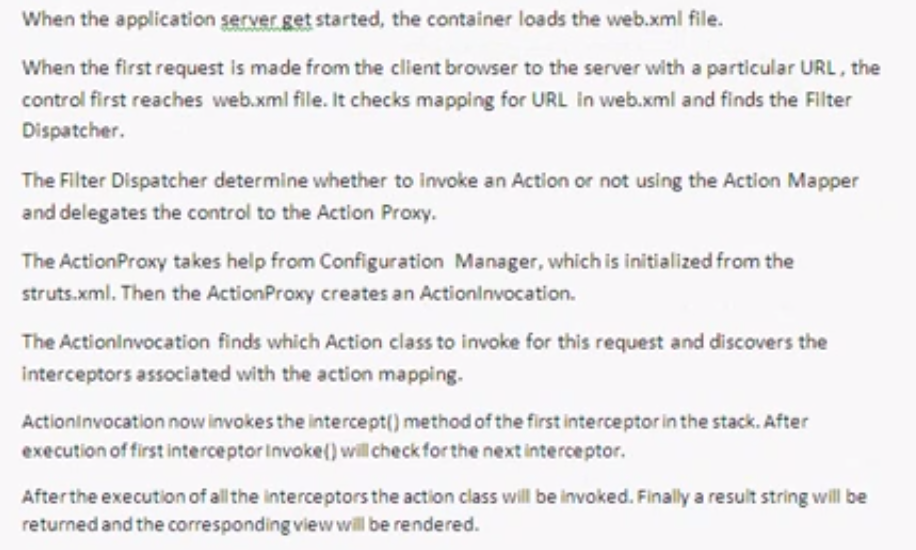 When the application server get started, the container loads the web.xml file.
When the first request is made from the client browser to the server with a particular URL, the
control first reaches web.xml file. It checks mapping for URL in web.xml and finds the Filter
Dispatcher.
The Filter Dispatcher determine whether to invoke an Action or not using the Action Mapper
and delegates the control to the Action Proxy.
The ActionProxy takes help from Configuration Manager, which is initialized from the
struts.xml. Then the ActionProxy creates an ActionInvocation.
The ActionInvocation finds which Action class to invoke for this request and discovers the
interceptors associated with the action mapping.
ActionInvocation now invokes the intercept() method of the first interceptor in the stack. After
execution of first interceptor Invoke() will check for the next interceptor.
After the execution of all the interceptors the action class will be invoked. Finally a result string will be
returned and the corresponding view will be rendered.